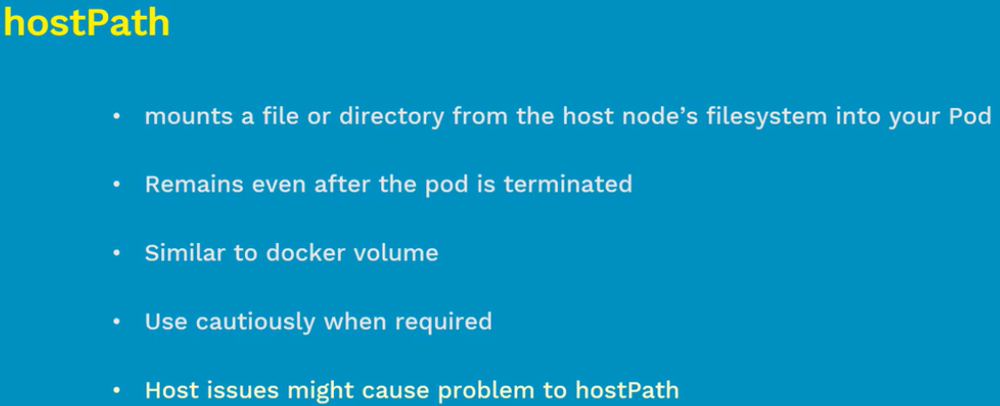 hostPath
• mounts a file or directory from the host node’s filesystem into your Pod
• Remains even after the pod is terminated
• Similar to docker volume
• Use cautiously when required
• Host issues might cause problem to hostPath